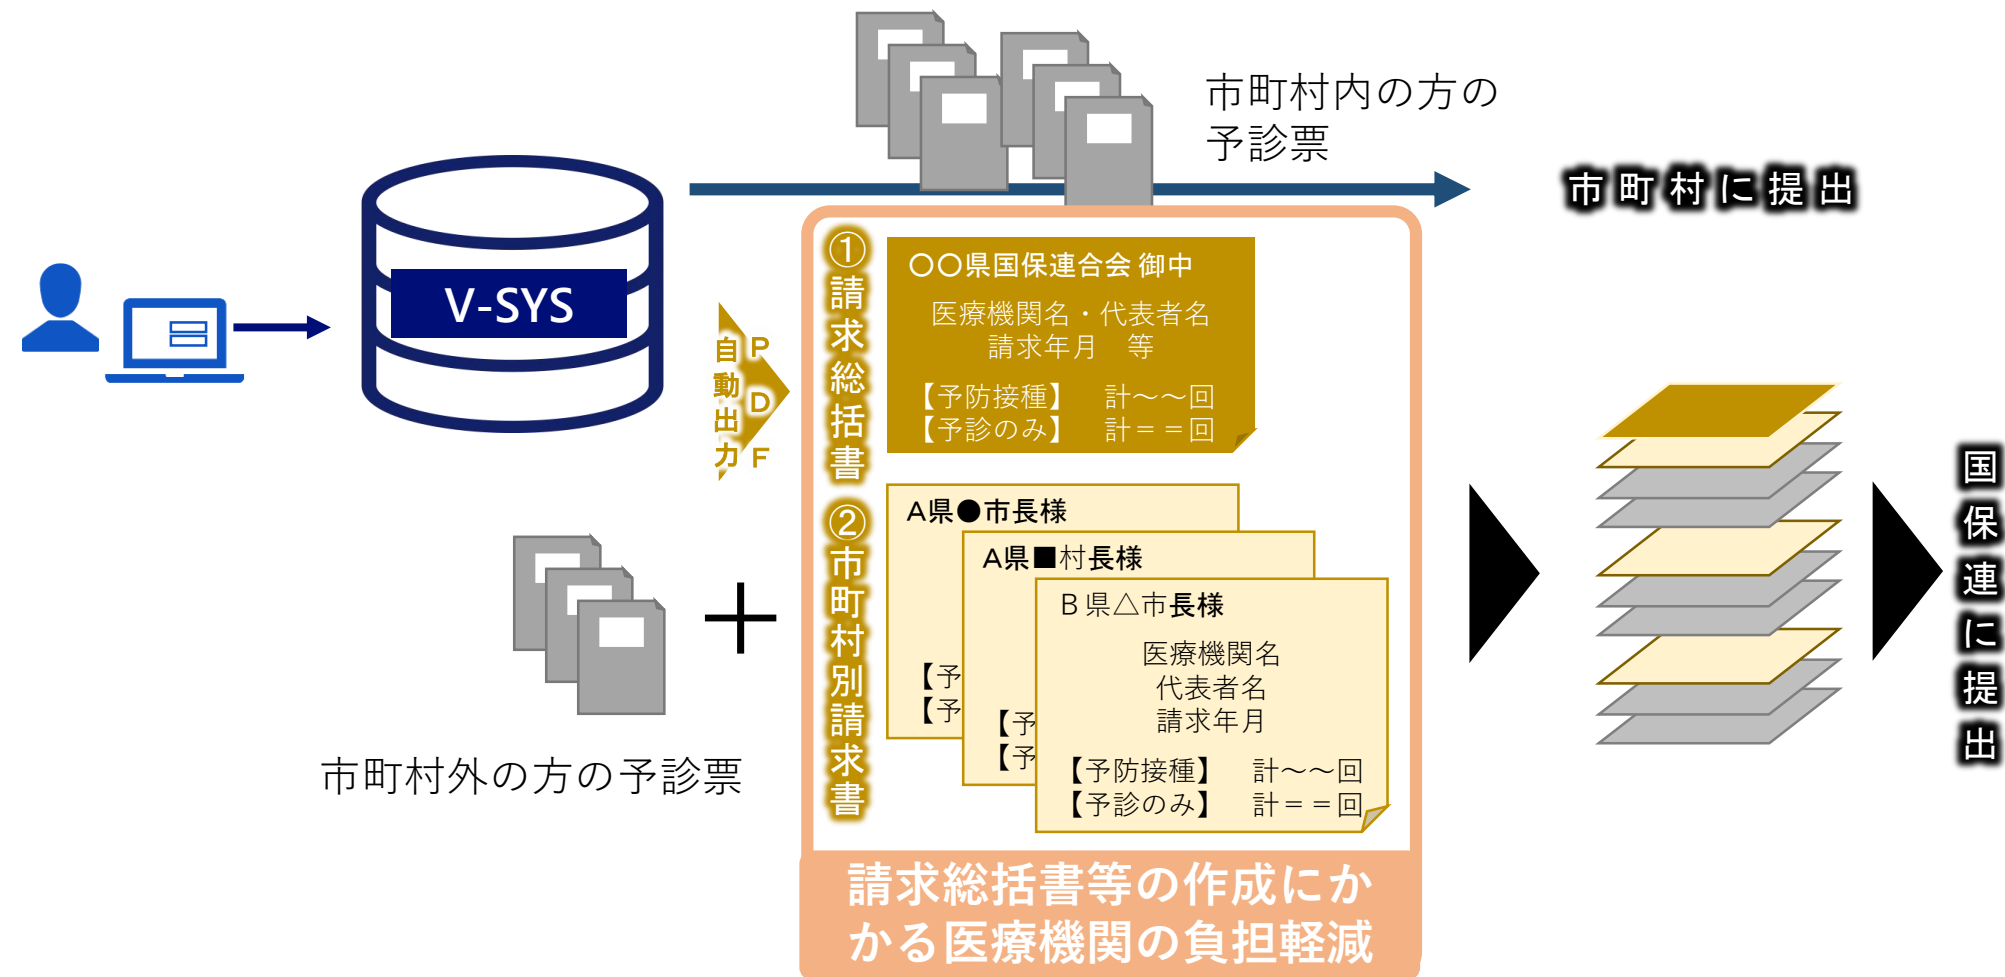 市町村内の方の
予診票
市町村に提出
V-SYS
PDF
自動出力
①請求総括書
〇〇県国保連合会 御中
医療機関名・代表者名
請求年月　等
【予防接種】　計～～回
【予診のみ】　計＝＝回
②市町村別請求書
A県●市長様
【予
【予
A県■村長様
【予
【予
B県△市長様
医療機関名
代表者名
請求年月
【予防接種】　計～～回
【予診のみ】　計＝＝回
市町村外の方の予診票
国保連に提出
請求総括書等の作成にか
かる医療機関の負担軽減